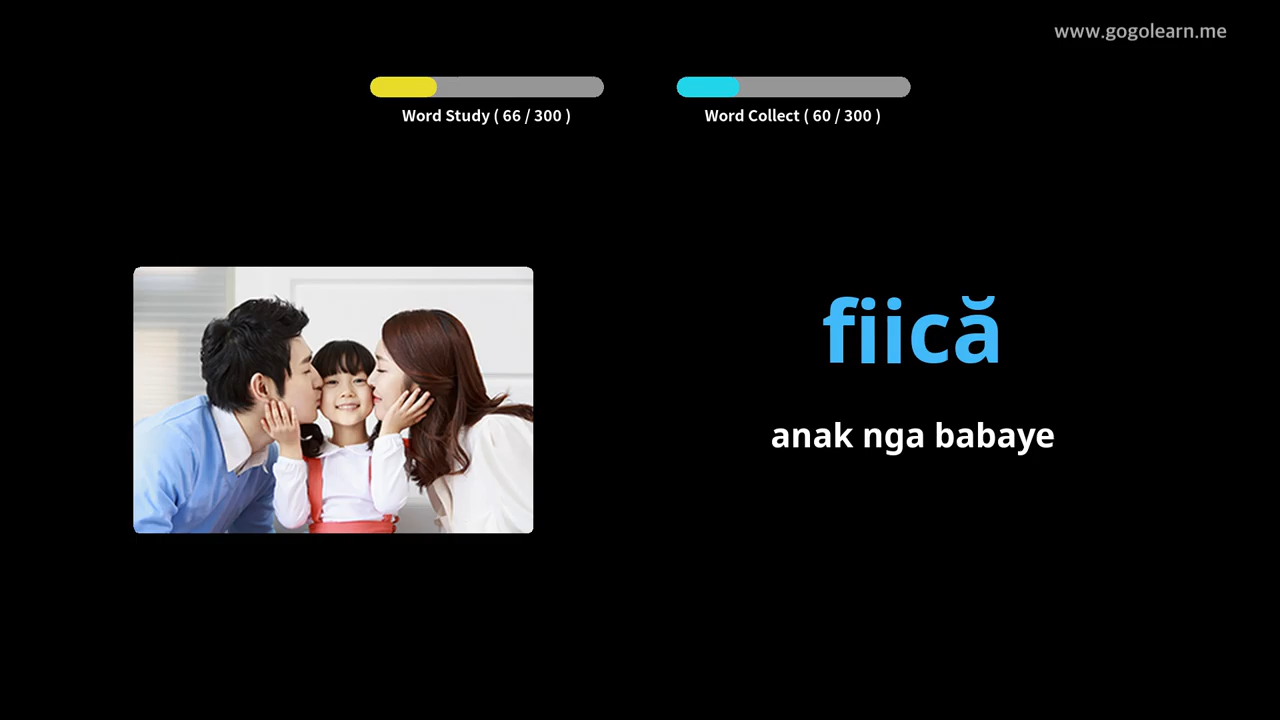 www.gogolearn.me
Word Study ( 66 / 300 )
Word Collect ( 60 / 300 )
fiică
anak nga babaye